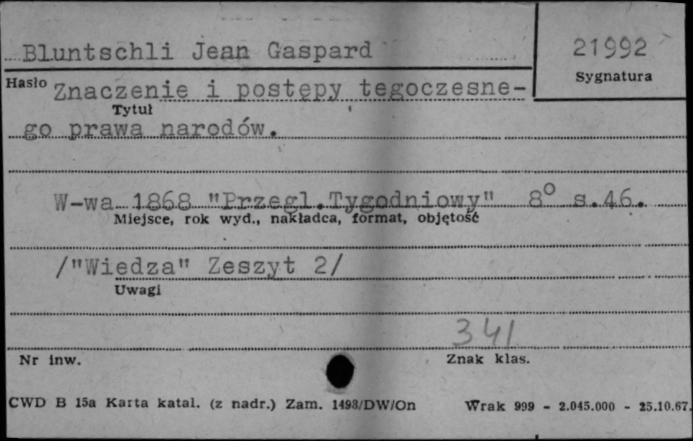 Bluntschli Jean Gaspard
21992
Sygnatura
Hasło
Znaczenie i postępy tegoczesne-
Tytuł
go prawa narodów.
W-wa 1868 "Przegl.Tygodniowy" 8° s.46.
Miejsce, rok wyd., nakładca, format, objętość
/"Wiedza" Zeszyt 2/
Uwagi
341
Nr inw.
Znak klas.
CWD B 15a Karta katal. (z nadr.) Zam. 1498/DW/On
Wrak 999 - 2.045.000 - 25.10.67.